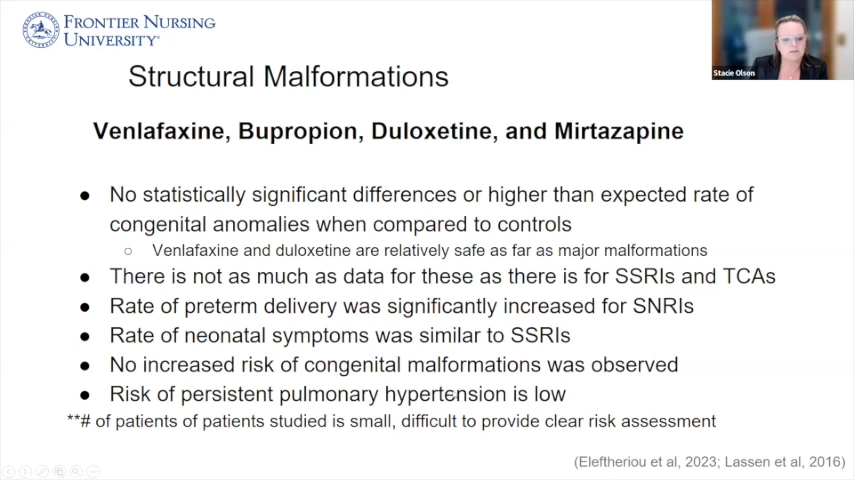 FRONTIER NURSING
UNIVERSITY®
Stacie Olson
Structural Malformations
Venlafaxine, Bupropion, Duloxetine, and Mirtazapine
● No statistically significant differences or higher than expected rate of
congenital anomalies when compared to controls
○ Venlafaxine and duloxetine are relatively safe as far as major malformations
● There is not as much as data for these as there is for SSRIs and TCAs
● Rate of preterm delivery was significantly increased for SNRIs
● Rate of neonatal symptoms was similar to SSRIs
● No increased risk of congenital malformations was observed
● Risk of persistent pulmonary hypertension is low
**# of patients of patients studied is small, difficult to provide clear risk assessment
(Eleftheriou et al, 2023; Lassen et al, 2016)